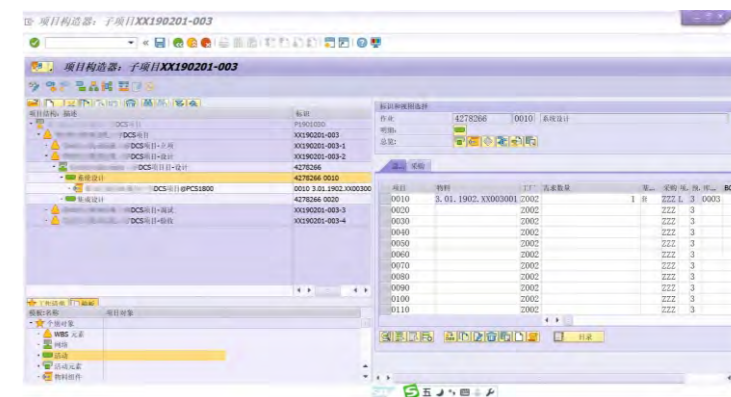 项目构造器: 子项目XX190201-003
项目构造器: 子项目XX190201-003
项目结构: 描述 标识
DCS项目 P1901020
DCS项目 XX190201-003
DCS项目-立项 XX190201-003-1
DCS项目-设计 XX190201-003-2
DCS项目-设计 4278266
系统设计 4278266 0010
DCS项目@PCS1800 0010 3.01.1902.XX00300
集成设计 4278266 0020
DCS项目-调试 XX190201-003-3
DCS项目-验收 XX190201-003-4
工作清单 模板
模板:名称 项目对象
个别对象
WBS 元素
网络
活动
活动元素
物料组件
标识和视图选择
作业 4278266 0010 系统设计
明细:
总览:
采购
项目 物料 需求数量 采购
0010 3.01.1902.XX003001 2002 1 R ZZZ L 3 0003
0020 2002 ZZZ 3
0030 2002 ZZZ 3
0040 2002 ZZZ 3
0050 2002 ZZZ 3
0060 2002 ZZZ 3
0070 2002 ZZZ 3
0080 2002 ZZZ 3
0090 2002 ZZZ 3
0100 2002 ZZZ 3
0110 2002 ZZZ 3
目录
五